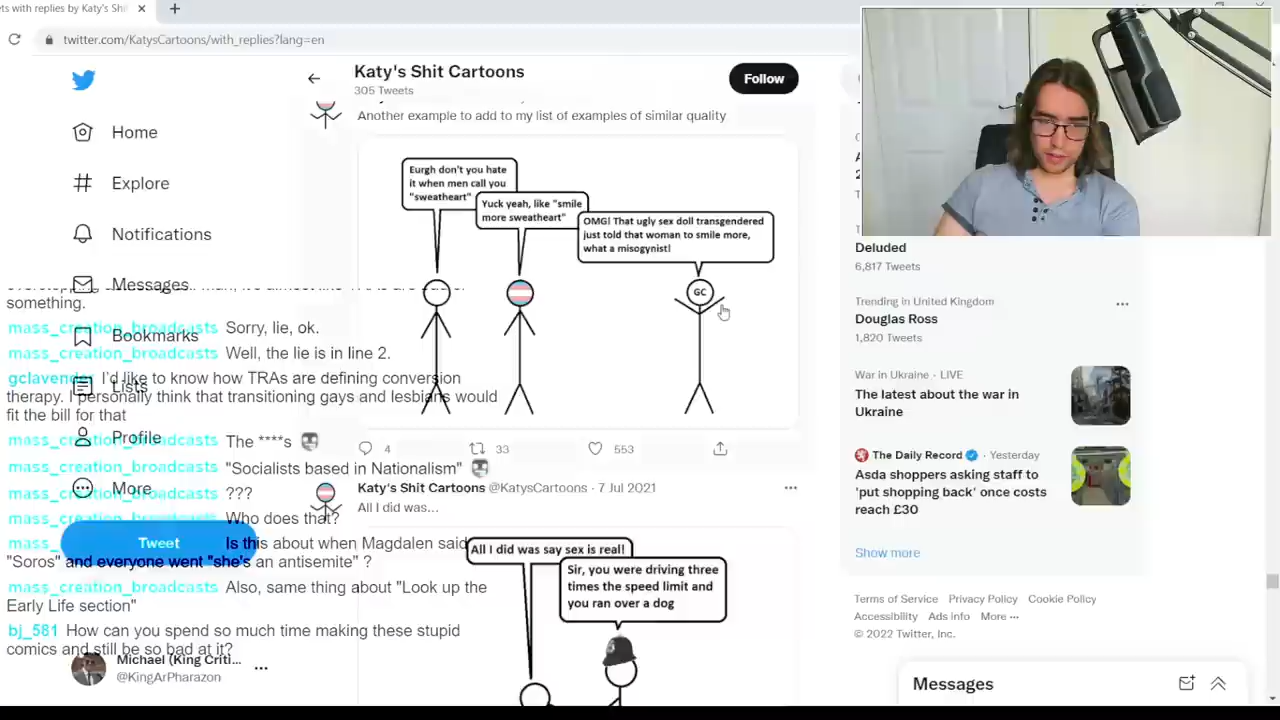 ts with replies by Katy's Shi
twitter.com/KatysCartoons/with_replies?lang=en
Katy's Shit Cartoons
305 Tweets
Follow
Home
Explore
Notifications
Messages
Bookmarks
Lists
Profile
More
Tweet
Michael (King Criti...
@KingArPharazon
Another example to add to my list of examples of similar quality
Eurgh don't you hate
it when men call you
"sweatheart"
Yuck yeah, like "smile
more sweatheart"
OMG! That ugly sex doll transgendered
just told that woman to smile more,
what a misogynist!
GC
4
33
553
Katy's Shit Cartoons @KatysCartoons · 7 Jul 2021
All I did was...
All I did was say sex is real!
Sir, you were driving three
times the speed limit and
you ran over a dog
something.
mass_creation_broadcasts Sorry, lie, ok.
mass_creation_broadcasts Well, the lie is in line 2.
gclavender I'd like to know how TRAs are defining conversion
therapy. I personally think that transitioning gays and lesbians would
fit the bill for that
mass_creation_broadcasts The ****s
mass_creation_broadcasts "Socialists based in Nationalism"
mass_creation_broadcasts ???
mass_creation_broadcasts Who does that?
mass_ Is this about when Magdalen said
"Soros" and everyone went "she's an antisemite" ?
mass_creation_broadcasts Also, same thing about "Look up the
Early Life section"
bj_581 How can you spend so much time making these stupid
comics and still be so bad at it?
Deluded
6,817 Tweets
Trending in United Kingdom
Douglas Ross
1,820 Tweets
War in Ukraine · LIVE
The latest about the war in
Ukraine
The Daily Record · Yesterday
Asda shoppers asking staff to
'put shopping back' once costs
reach £30
Show more
Terms of Service Privacy Policy Cookie Policy
Accessibility Ads info More ···
© 2022 Twitter, Inc.
Messages